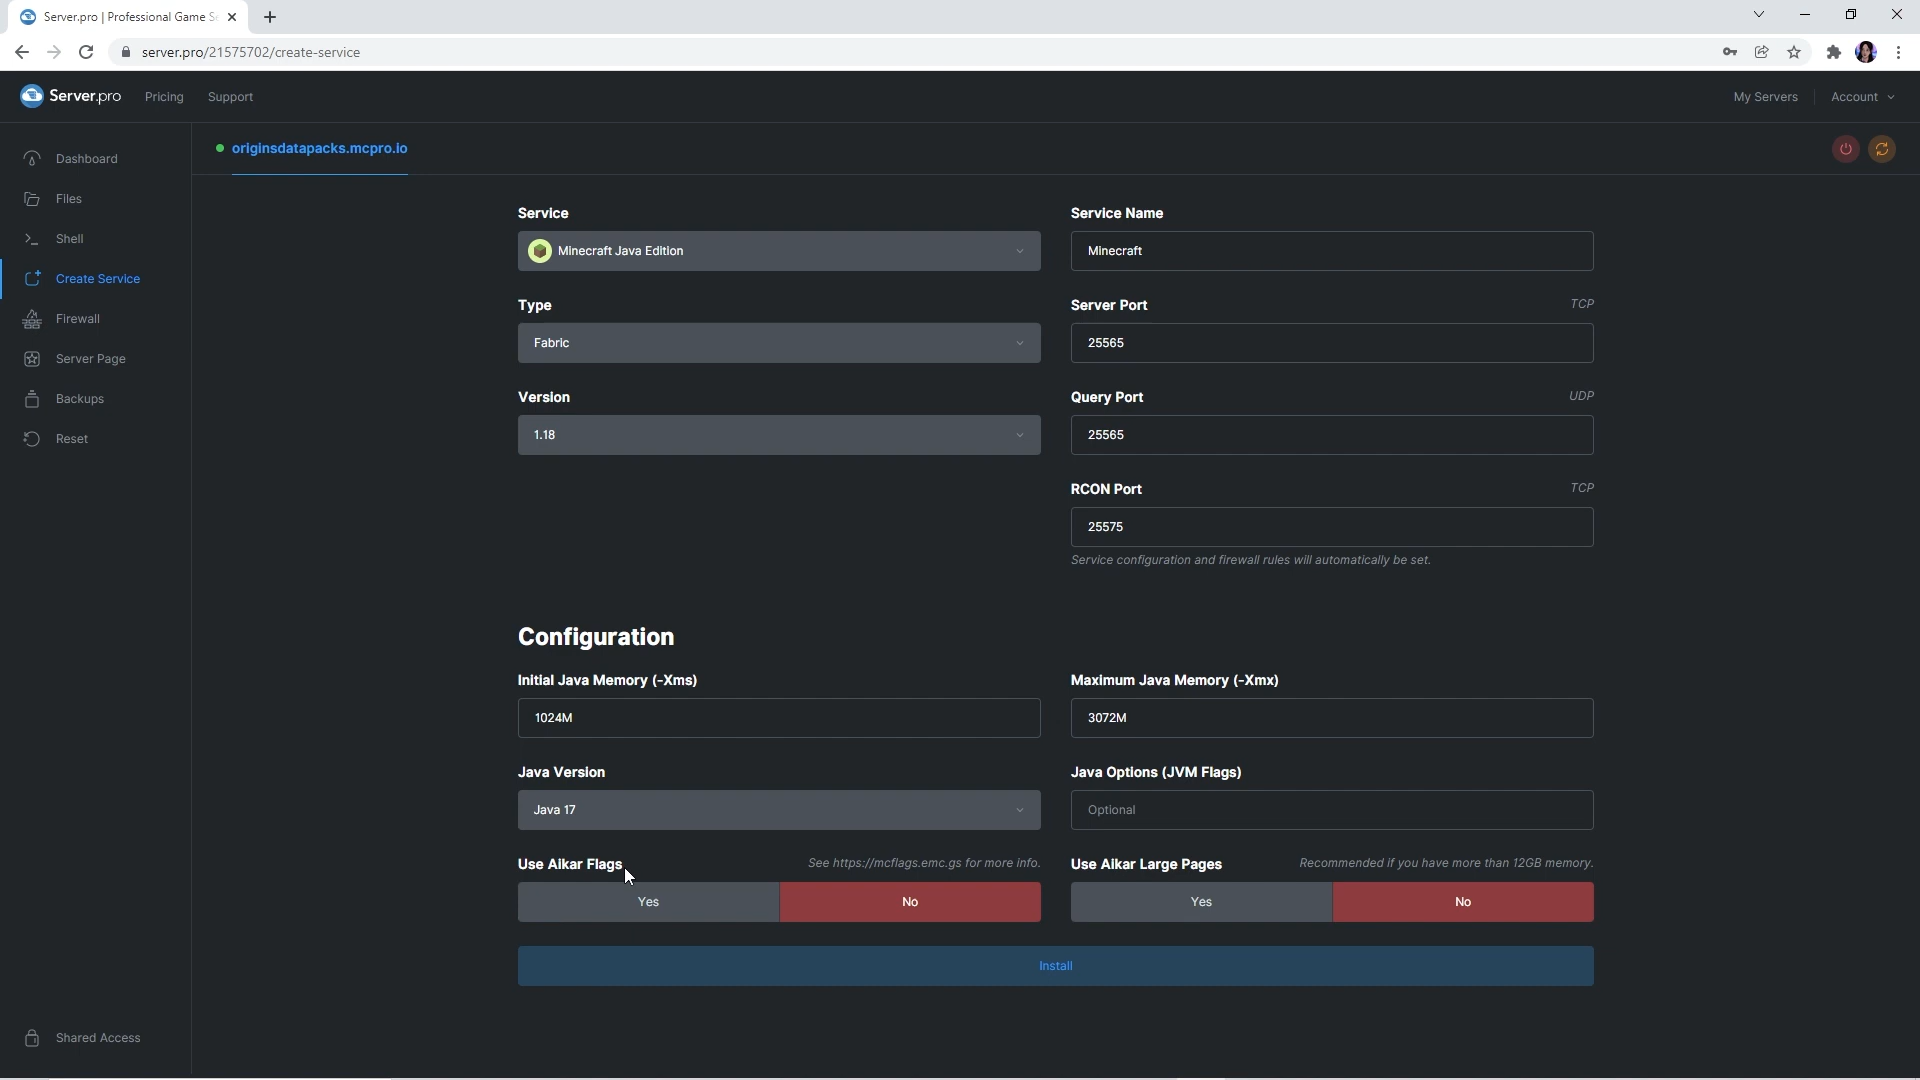 Server.pro | Professional Game Se
server.pro/21575702/create-service
Server.pro
Pricing
Support
My Servers
Account
Dashboard
Files
Shell
Create Service
Firewall
Server Page
Backups
Reset
Shared Access
originsdatapacks.mcpro.io
Service
Minecraft Java Edition
Service Name
Minecraft
Type
Fabric
Server Port
TCP
25565
Version
1.18
Query Port
UDP
25565
RCON Port
TCP
25575
Service configuration and firewall rules will automatically be set.
Configuration
Initial Java Memory (-Xms)
1024M
Maximum Java Memory (-Xmx)
3072M
Java Version
Java 17
Java Options (JVM Flags)
Optional
Use Aikar Flags
See https://mcflags.emc.gs for more info.
Yes
No
Use Aikar Large Pages
Recommended if you have more than 12GB memory.
Yes
No
Install